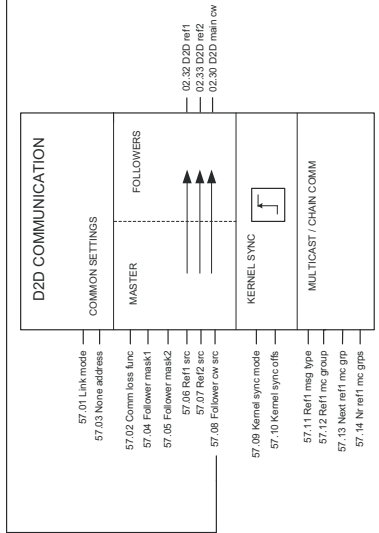 D2D COMMUNICATION
57.01 Link mode
57.03 None address
COMMON SETTINGS
MASTER
FOLLOWERS
57.02 Comm loss func
57.04 Follower mask1
57.05 Follower mask2
57.06 Ref1 src
57.07 Ref2 src
57.08 Follower cw src
02.32 D2D ref1
02.33 D2D ref2
02.30 D2D main cw
KERNEL SYNC
57.09 Kernel sync mode
57.10 Kernel sync offs
MULTICAST / CHAIN COMM
57.11 Ref1 msg type
57.12 Ref1 mc group
57.13 Next ref1 mc grp
57.14 Nr ref1 mc grps